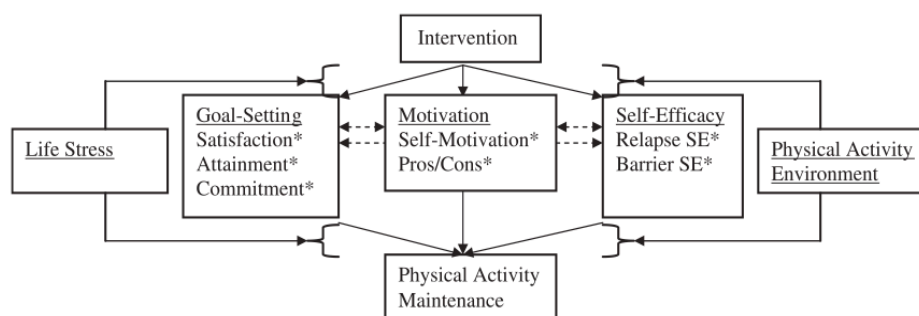 Intervention
Goal-Setting
Satisfaction*
Attainment*
Commitment*
Motivation
Self-Motivation*
Pros/Cons*
Self-Efficacy
Relapse SE*
Barrier SE*
Life Stress
Physical Activity
Environment
Physical Activity
Maintenance